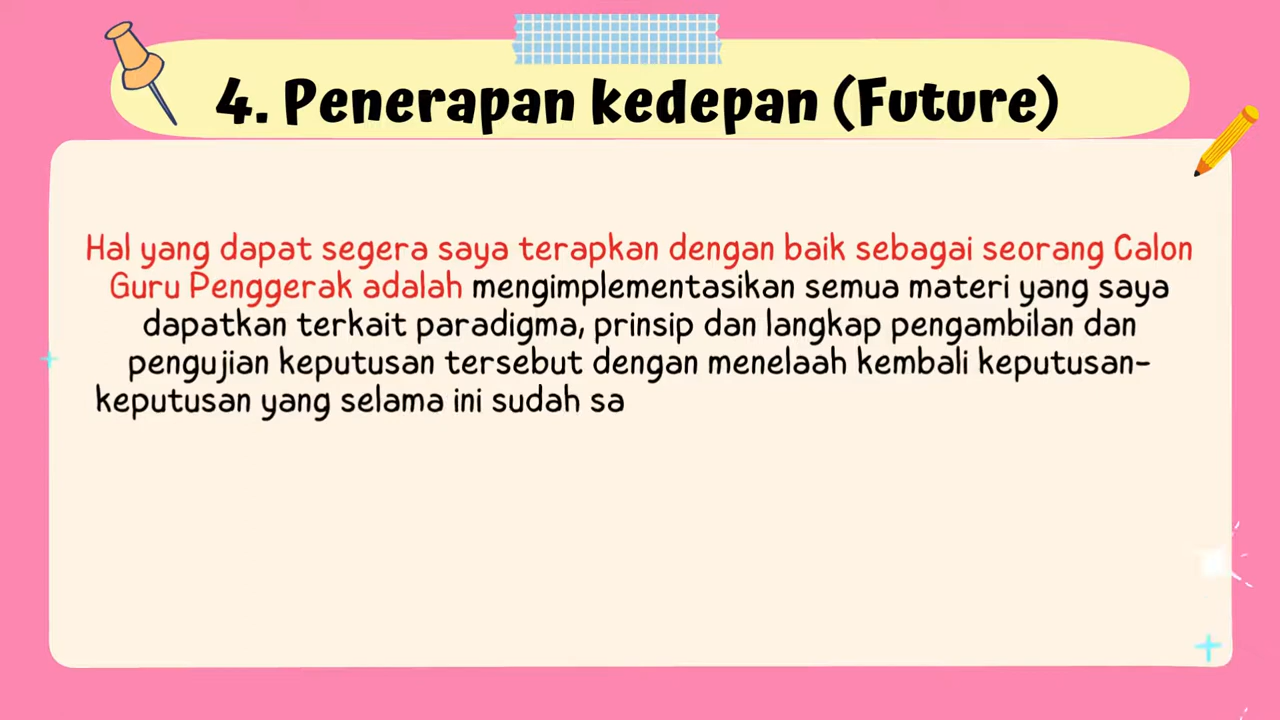 4. Penerapan kedepan (Future)
Hal yang dapat segera saya terapkan dengan baik sebagai seorang Calon
Guru Penggerak adalah mengimplementasikan semua materi yang saya
dapatkan terkait paradigma, prinsip dan langkap pengambilan dan
pengujian keputusan tersebut dengan menelaah kembali keputusan-
keputusan yang selama ini sudah sa